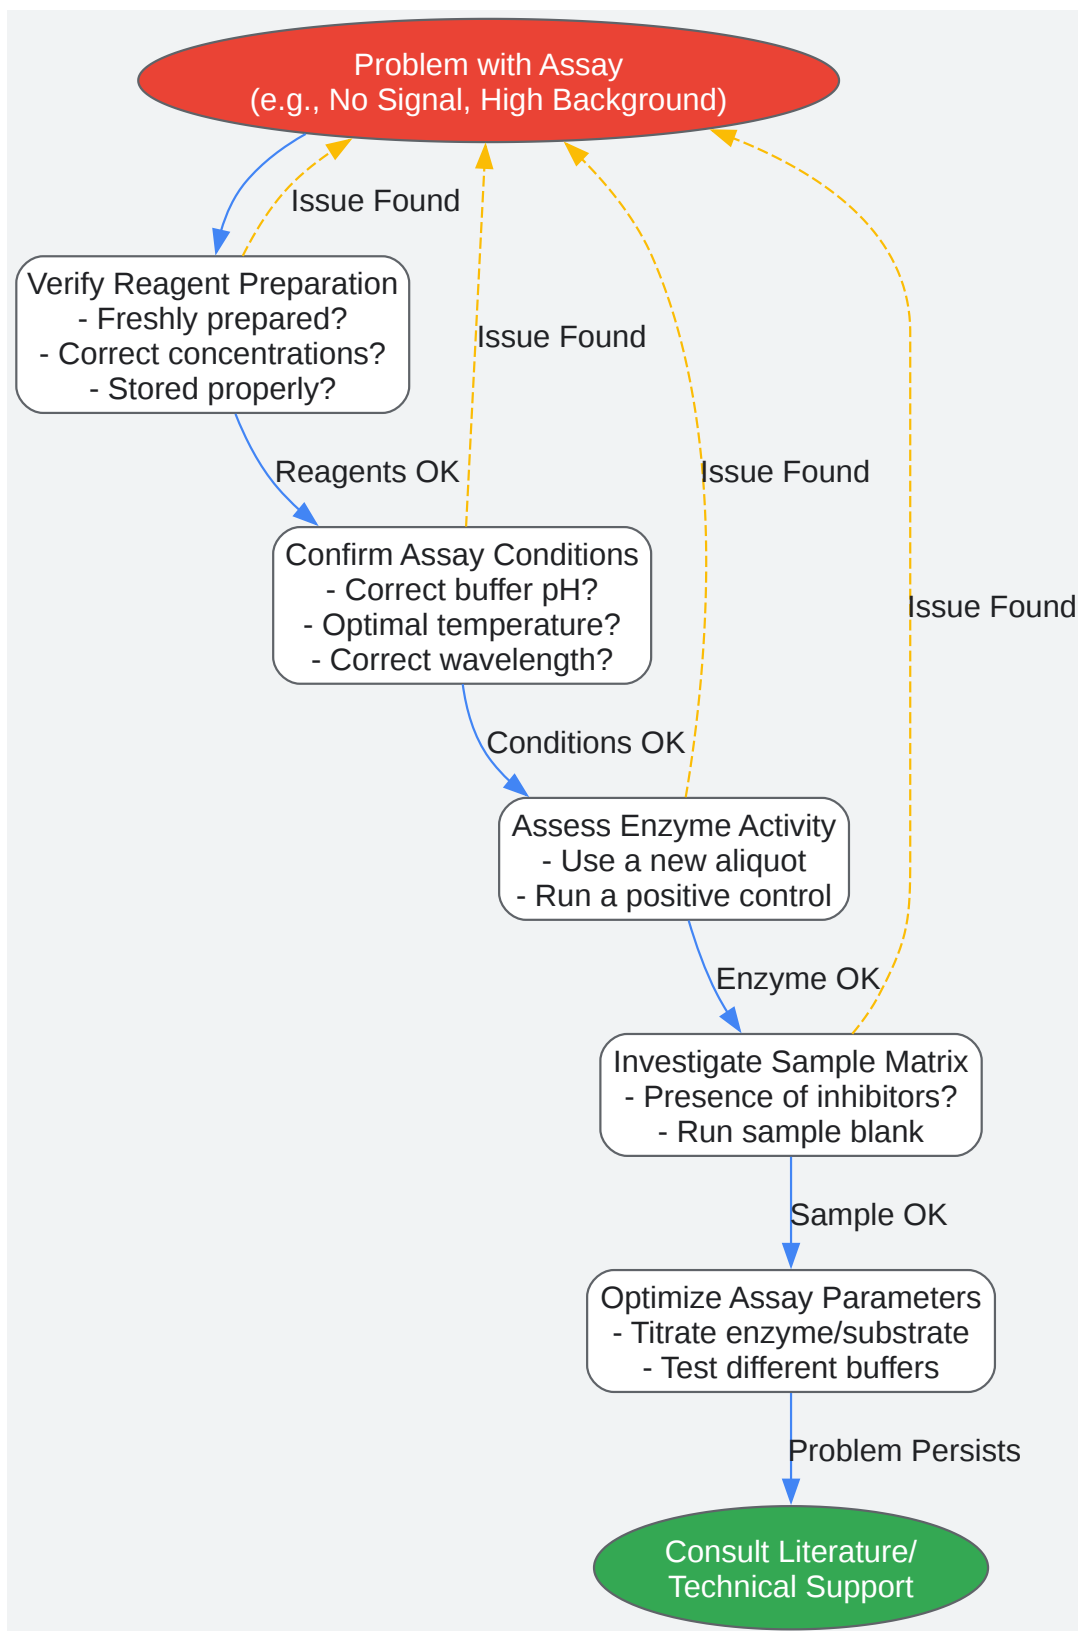 Problem with Assay
(e.g., No Signal, High Background)
Issue Found
Verify Reagent Preparation
- Freshly prepared?
- Correct concentrations?
- Stored properly?
Issue Found
Reagents OK
Issue Found
Confirm Assay Conditions
- Correct buffer pH?
- Optimal temperature?
- Correct wavelength?
Issue Found
Conditions OK
Assess Enzyme Activity
- Use a new aliquot
- Run a positive control
Enzyme OK
Investigate Sample Matrix
- Presence of inhibitors?
- Run sample blank
Sample OK
Optimize Assay Parameters
- Titrate enzyme/substrate
- Test different buffers
Problem Persists
Consult Literature/
Technical Support